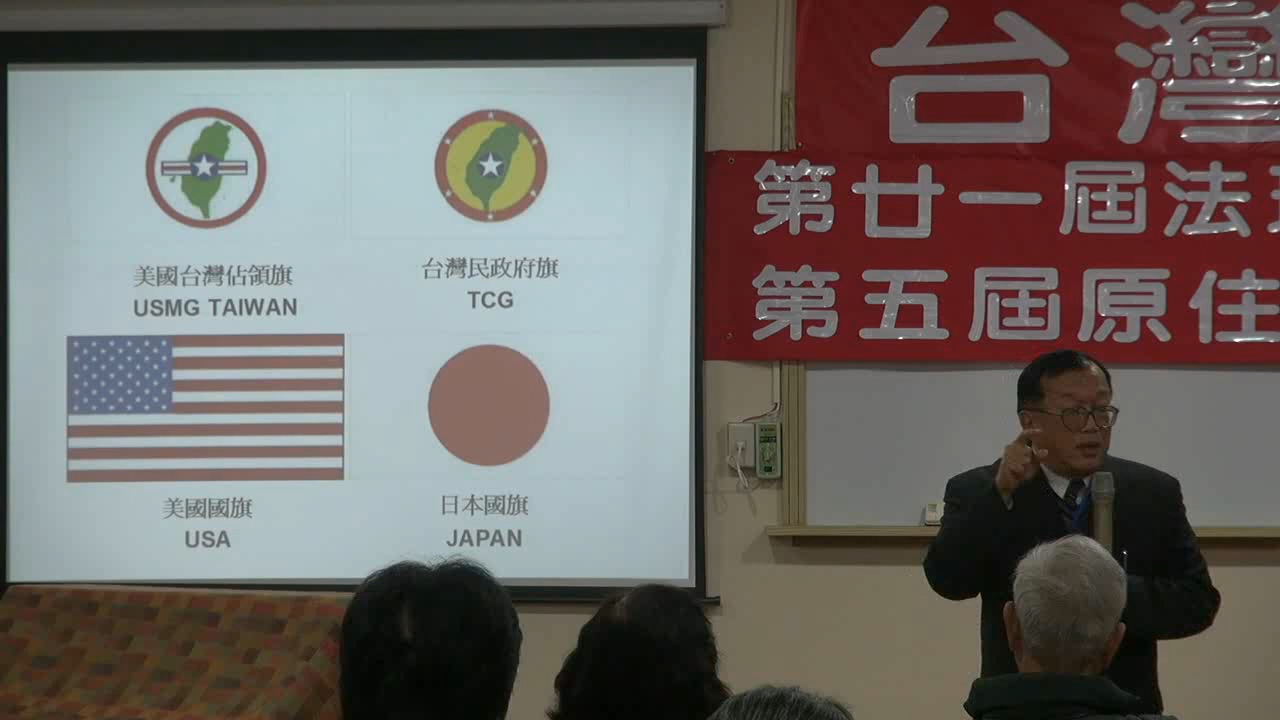 美國台灣佔領旗
USMG TAIWAN
台灣民政府旗
TCG
美國國旗
USA
日本國旗
JAPAN
台灣
第廿一屆法
第五屆原住